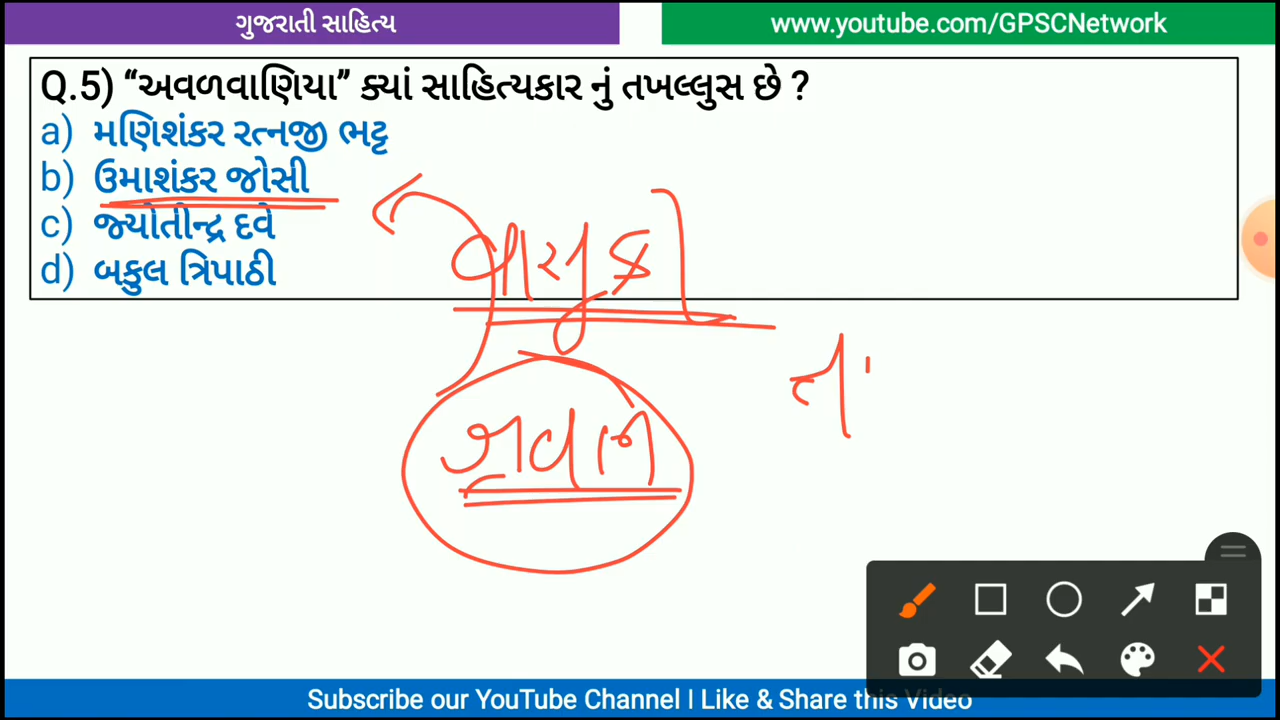 ગુજરાતી સાહિત્ય
www.youtube.com/GPSCNetwork
Q.5) “અવળવાણિયા” ક્યાં સાહિત્યકાર નું તખલ્લુસ છે ?
a) મણિશંકર રત્નજી ભટ્ટ
b) ઉમાશંકર જોસી
c) જ્યોતીન્દ્ર દવે
d) બકુલ ત્રિપાઠી
વાસુકિ
શ્રવણ
Subscribe our YouTube Channel I Like & Share this Video